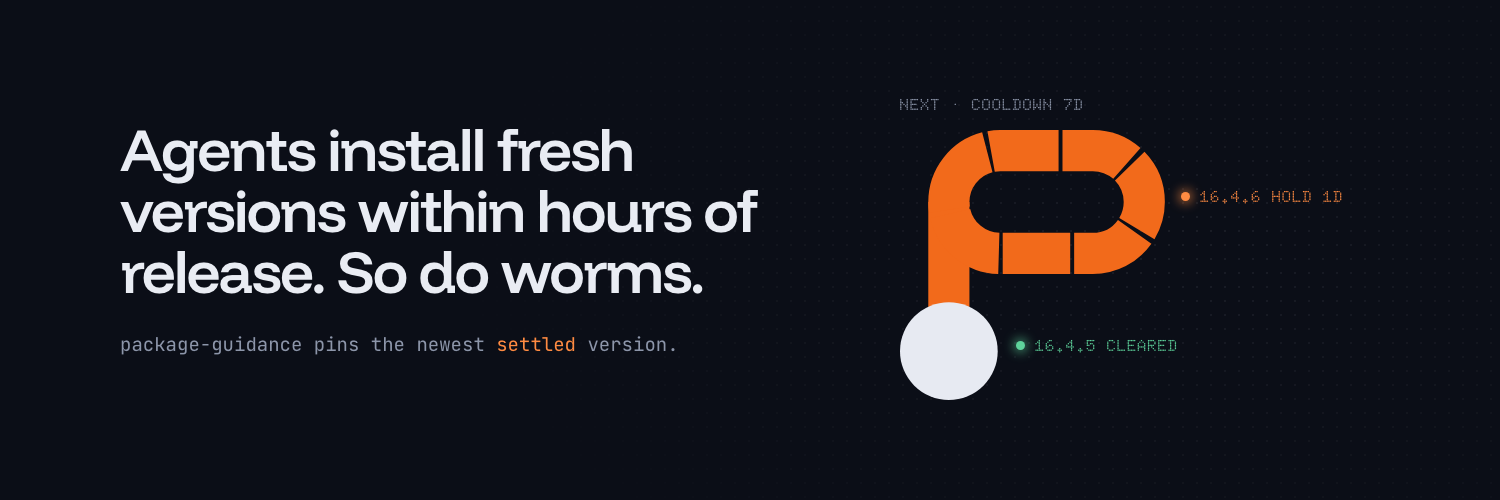 Agents install fresh
versions within hours of
release. So do worms.
package-guidance pins the newest settled version.
NEXT · COOLDOWN 7D
16.4.6 HOLD 1D
16.4.5 CLEARED